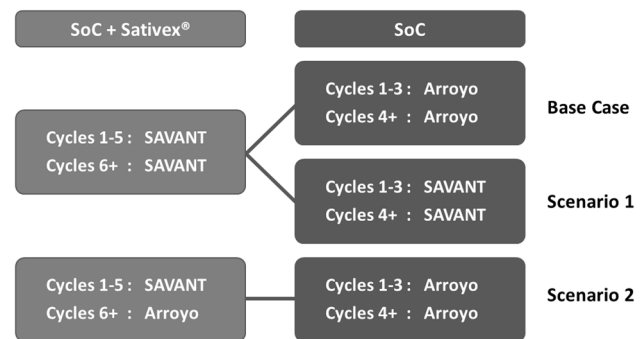 SoC + Sativex®
SoC
Cycles 1-5 : SAVANT
Cycles 6+ : SAVANT
Cycles 1-3 : Arroyo
Cycles 4+ : Arroyo
Base Case
Cycles 1-3 : SAVANT
Cycles 4+ : SAVANT
Scenario 1
Cycles 1-5 : SAVANT
Cycles 6+ : Arroyo
Cycles 1-3 : Arroyo
Cycles 4+ : Arroyo
Scenario 2